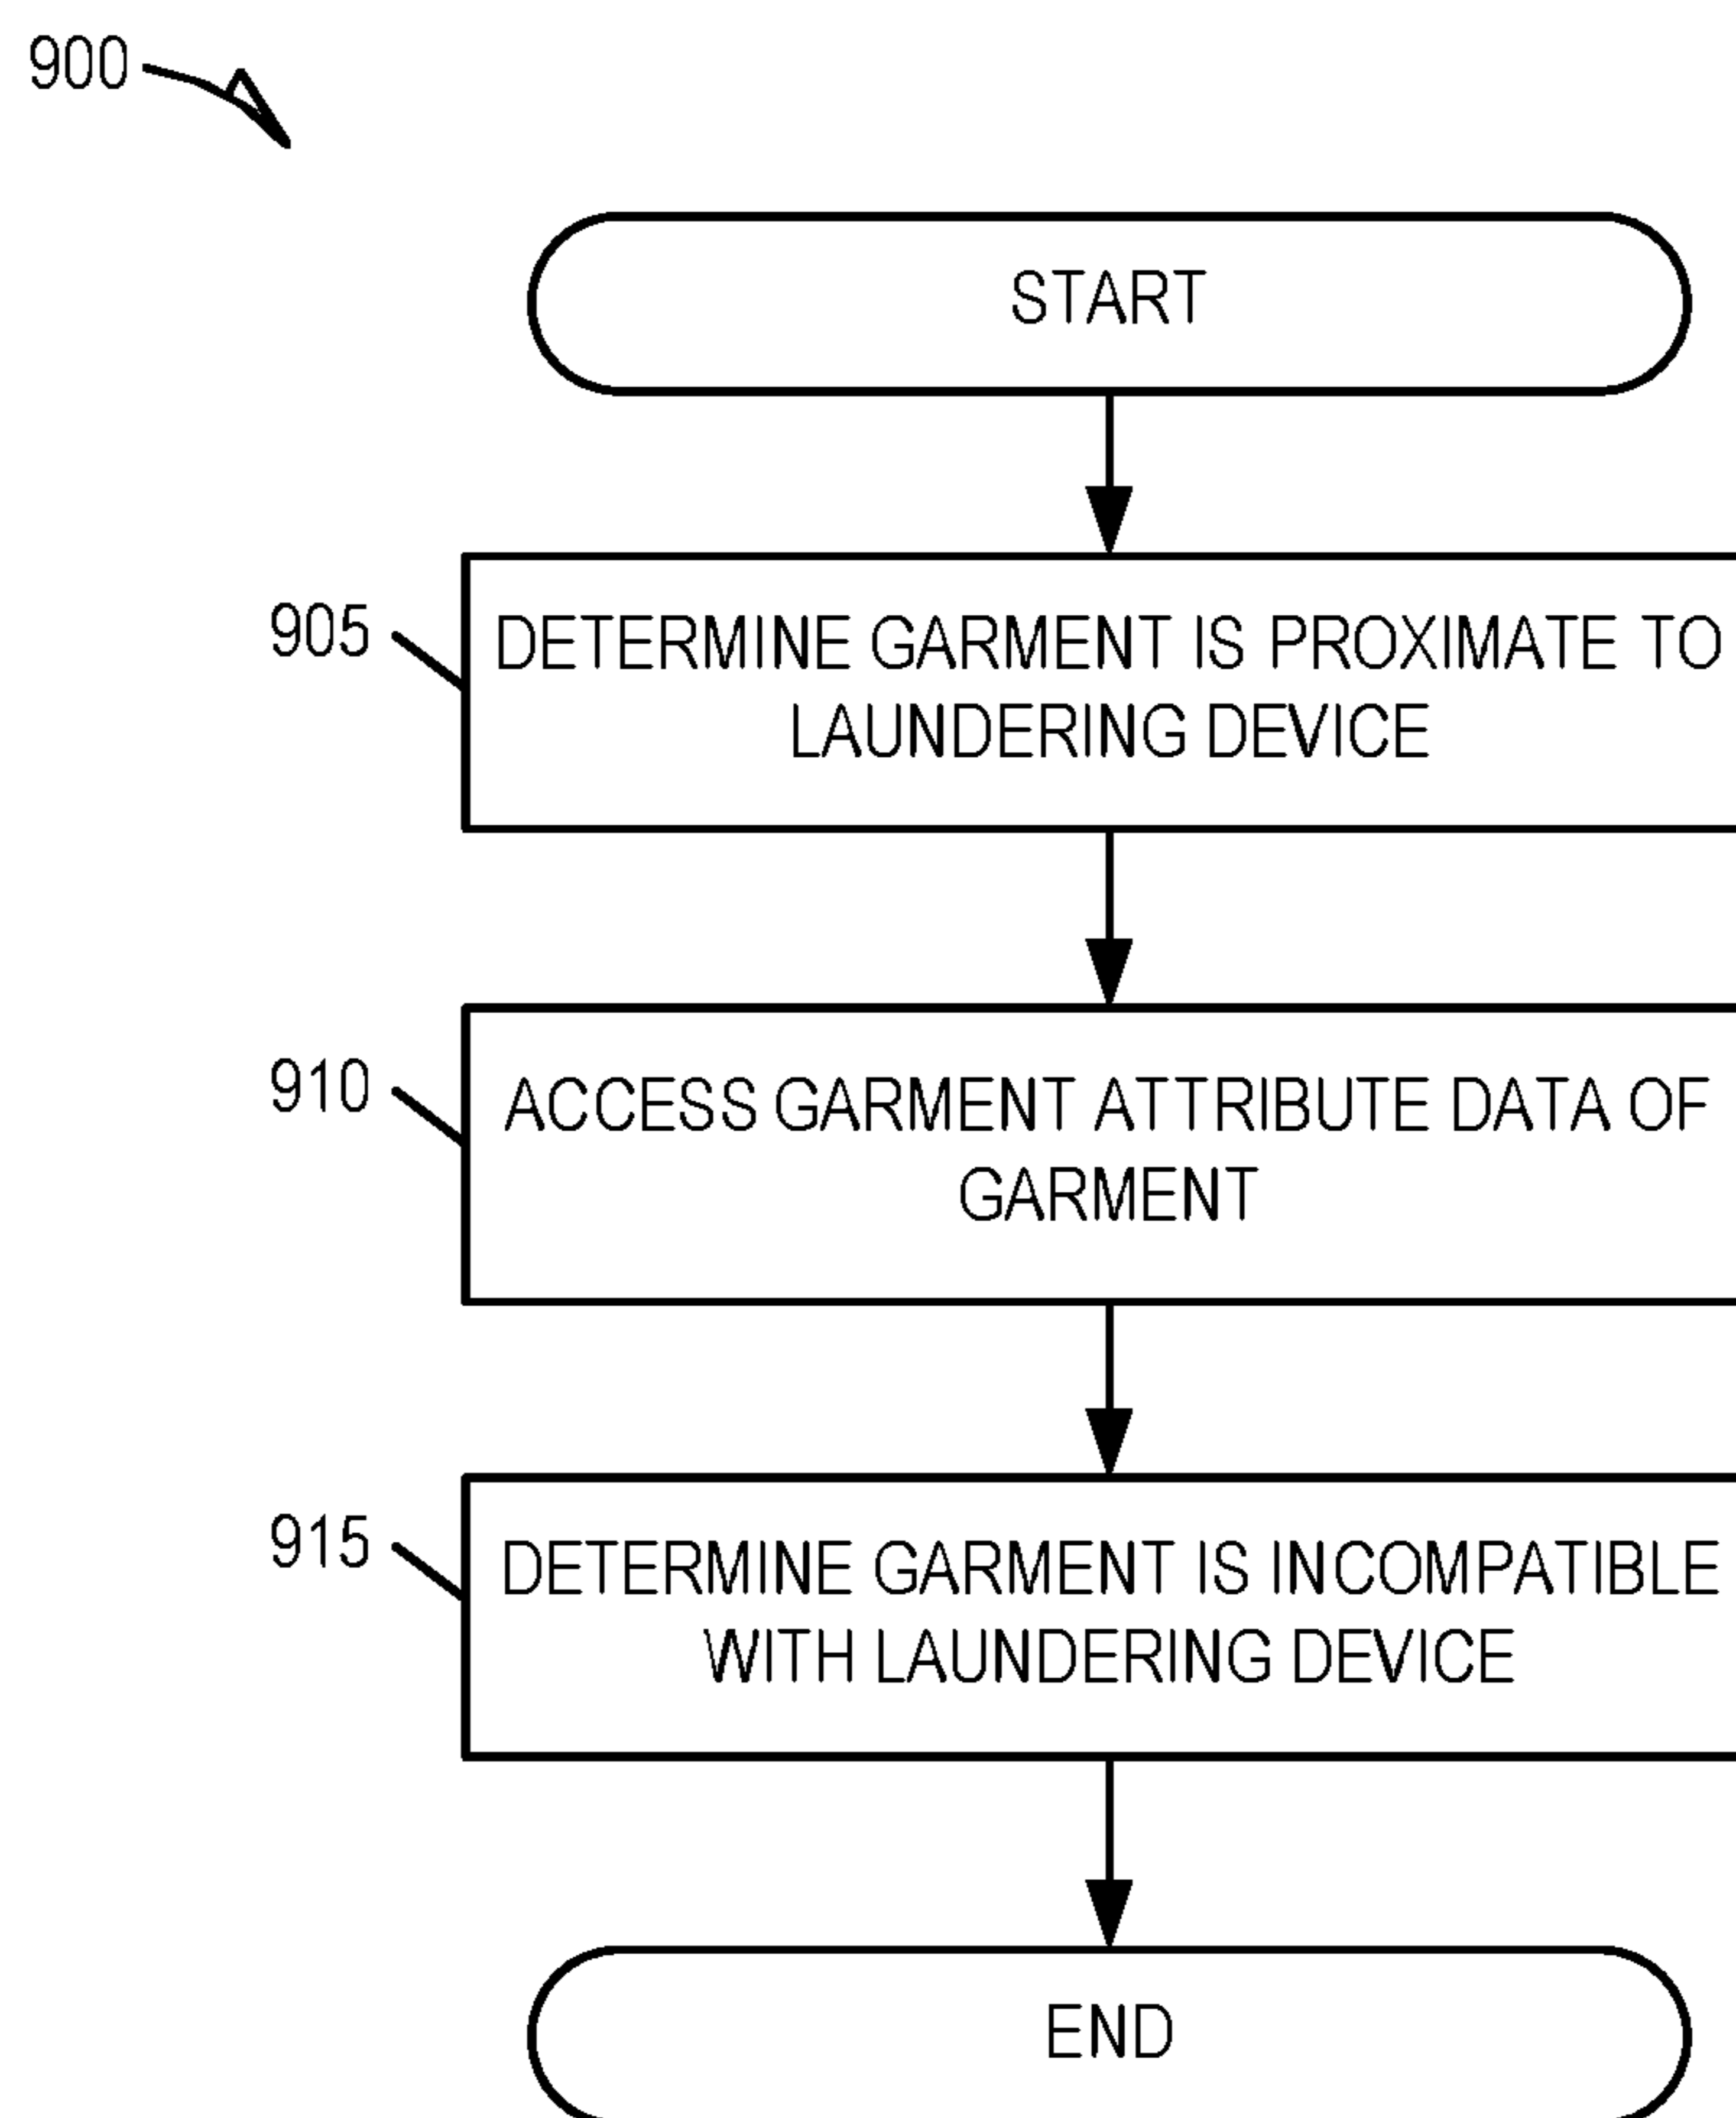 900
START
905
DETERMINE GARMENT IS PROXIMATE TO
LAUNDERING DEVICE
910
ACCESS GARMENT ATTRIBUTE DATA OF
GARMENT
915
DETERMINE GARMENT IS INCOMPATIBLE
WITH LAUNDERING DEVICE
END